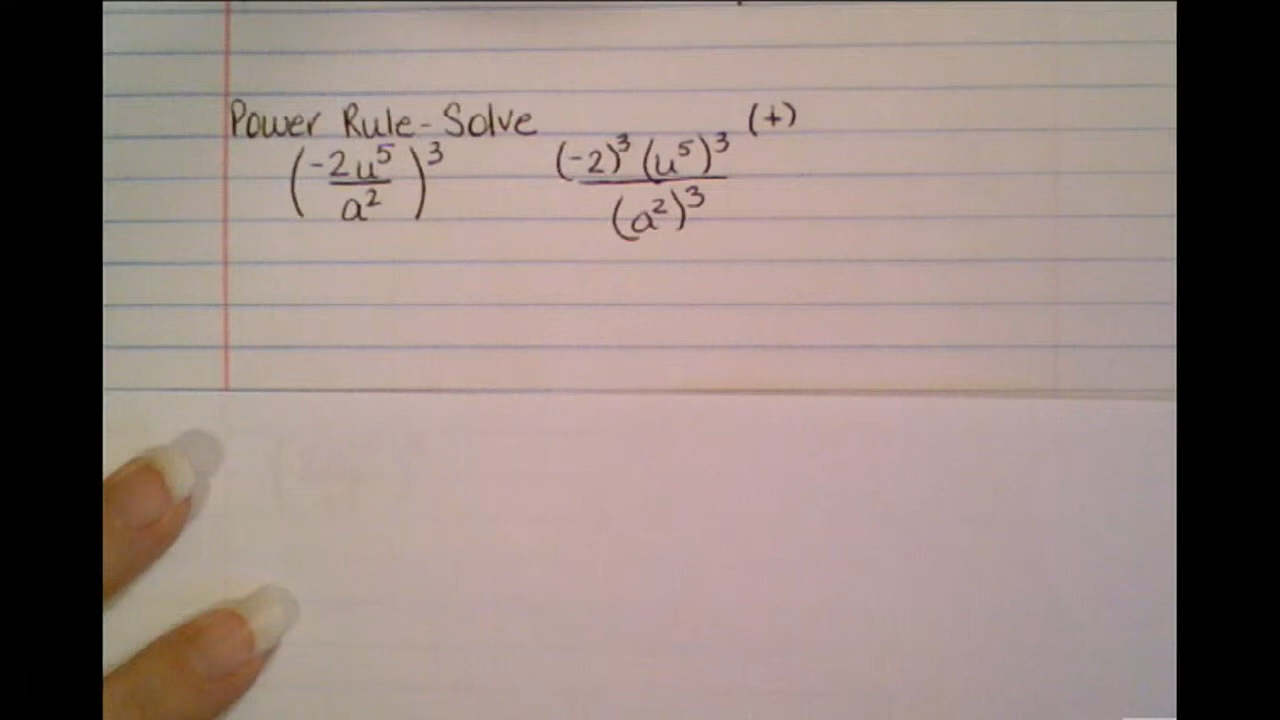 Power Rule - Solve (+)
(-2u⁵/a²)³ (-2)³(u⁵)³/(a²)³